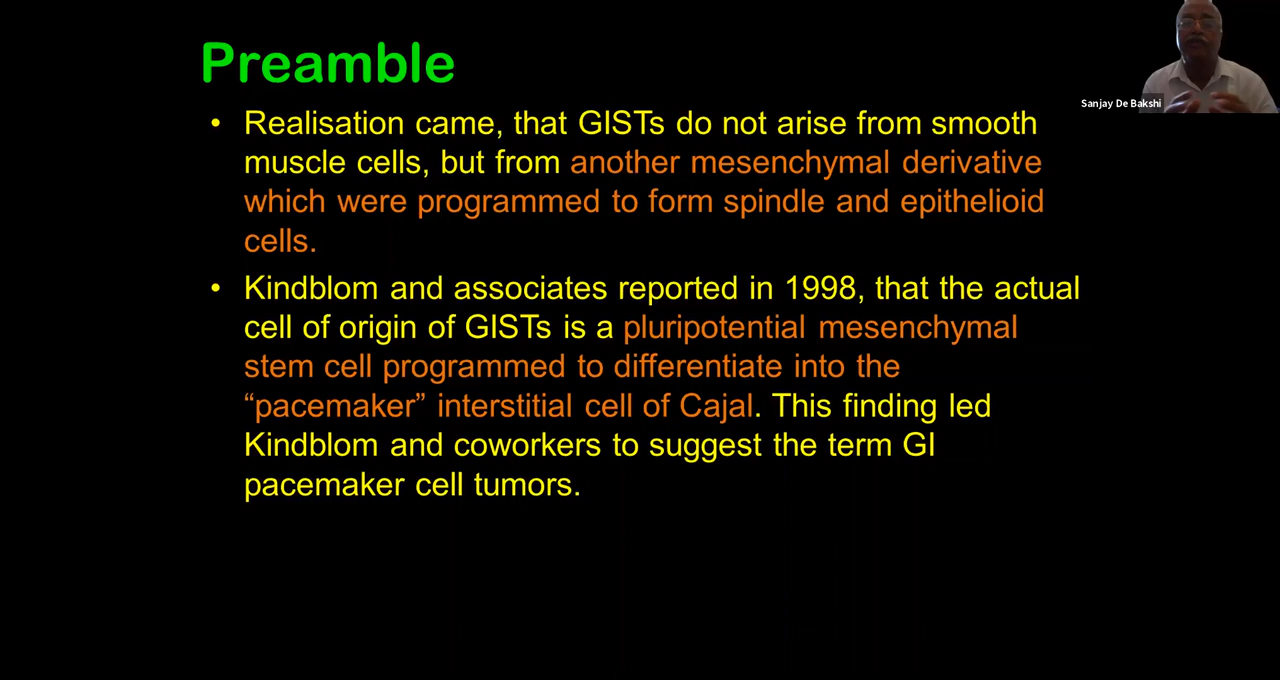 Preamble
Sanjay De Bakshi
• Realisation came, that GISTs do not arise from smooth
muscle cells, but from another mesenchymal derivative
which were programmed to form spindle and epithelioid
cells.
• Kindblom and associates reported in 1998, that the actual
cell of origin of GISTs is a pluripotential mesenchymal
stem cell programmed to differentiate into the
“pacemaker” interstitial cell of Cajal. This finding led
Kindblom and coworkers to suggest the term GI
pacemaker cell tumors.